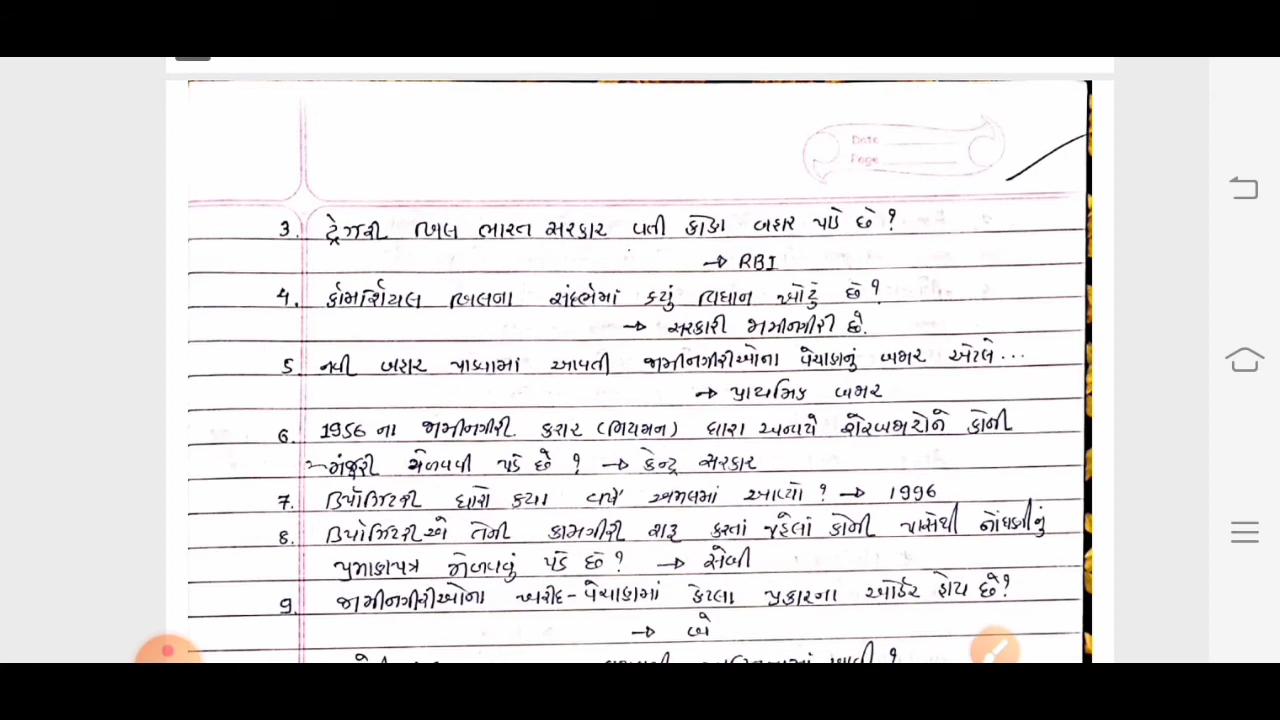 Date
Page
3. ટ્રેઝરી બિલ ભારત સરકાર વતી કોણ બહાર પાડે છે?
→ RBI
4. કોમર્શિયલ બિલના સંદર્ભમાં કયું વિધાન ખોટું છે?
→ સરકારી જામીનગીરી છે.
5 નવી બહાર પાડવામાં આવતી જામીનગીરીઓના વેચાણનું બજાર એટલે...
→ પ્રાથમિક બજાર
6. 1956 ના જામીનગીરી કરાર (નિયમન) ધારા અન્વયે શેરબજારોને કોની
મંજૂરી મેળવવી પડે છે? → કેન્દ્ર સરકાર
7. ડિપોઝિટરી ધારો કયા વર્ષે અમલમાં આવ્યો? → 1996
8. ડિપોઝિટરીએ તેની કામગીરી શરૂ કરતાં પહેલાં કોની પાસેથી નોંધણીનું
પ્રમાણપત્ર મેળવવું પડે છે? → સેબી
9. જામીનગીરીઓના ખરીદ-વેચાણમાં કેટલા પ્રકારના ઓર્ડર હોય છે?
→ બે